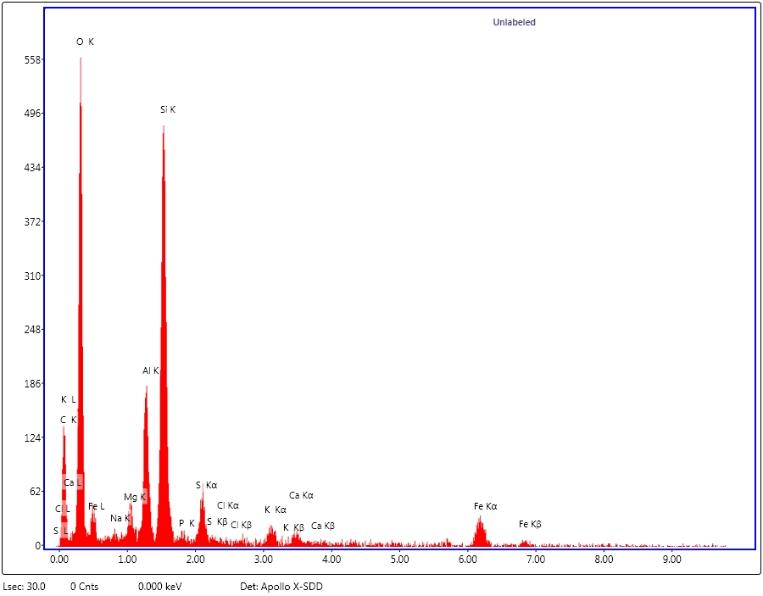 Unlabeled
O K
558
496
Si K
434
372
310
248
186
Al K
K L
C K
124
62
Ca L
S Kα
Mg K
Ca Kα
Cl L
Fe L
Cl Kα
K Kα
Fe Kα
Na K
P K
S Kβ
Cl Kβ
K Kβ
Ca Kβ
Fe Kβ
S L
0
0.00 1.00 2.00 3.00 4.00 5.00 6.00 7.00 8.00 9.00
Lsec: 30.0 0 Cnts 0.000 keV Det: Apollo X-SDD